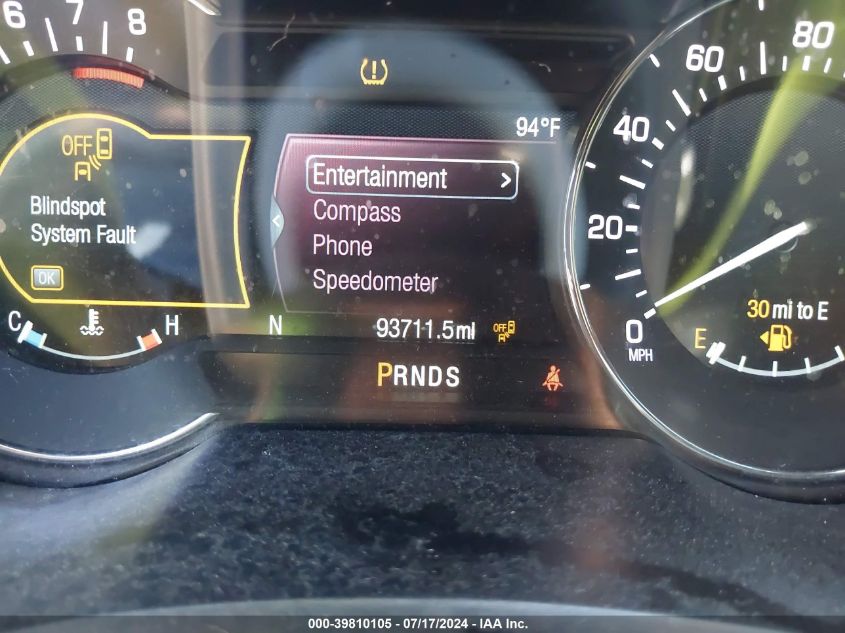 6 7 8
60 80
40
20
0
MPH
94°F
OFF
Blindspot
System Fault
OK
Entertainment >
Compass
Phone
Speedometer
C H
N
93711.5mi OFF
PRNDS
30 mi to E
E
000-39810105 - 07/17/2024 - IAA Inc.